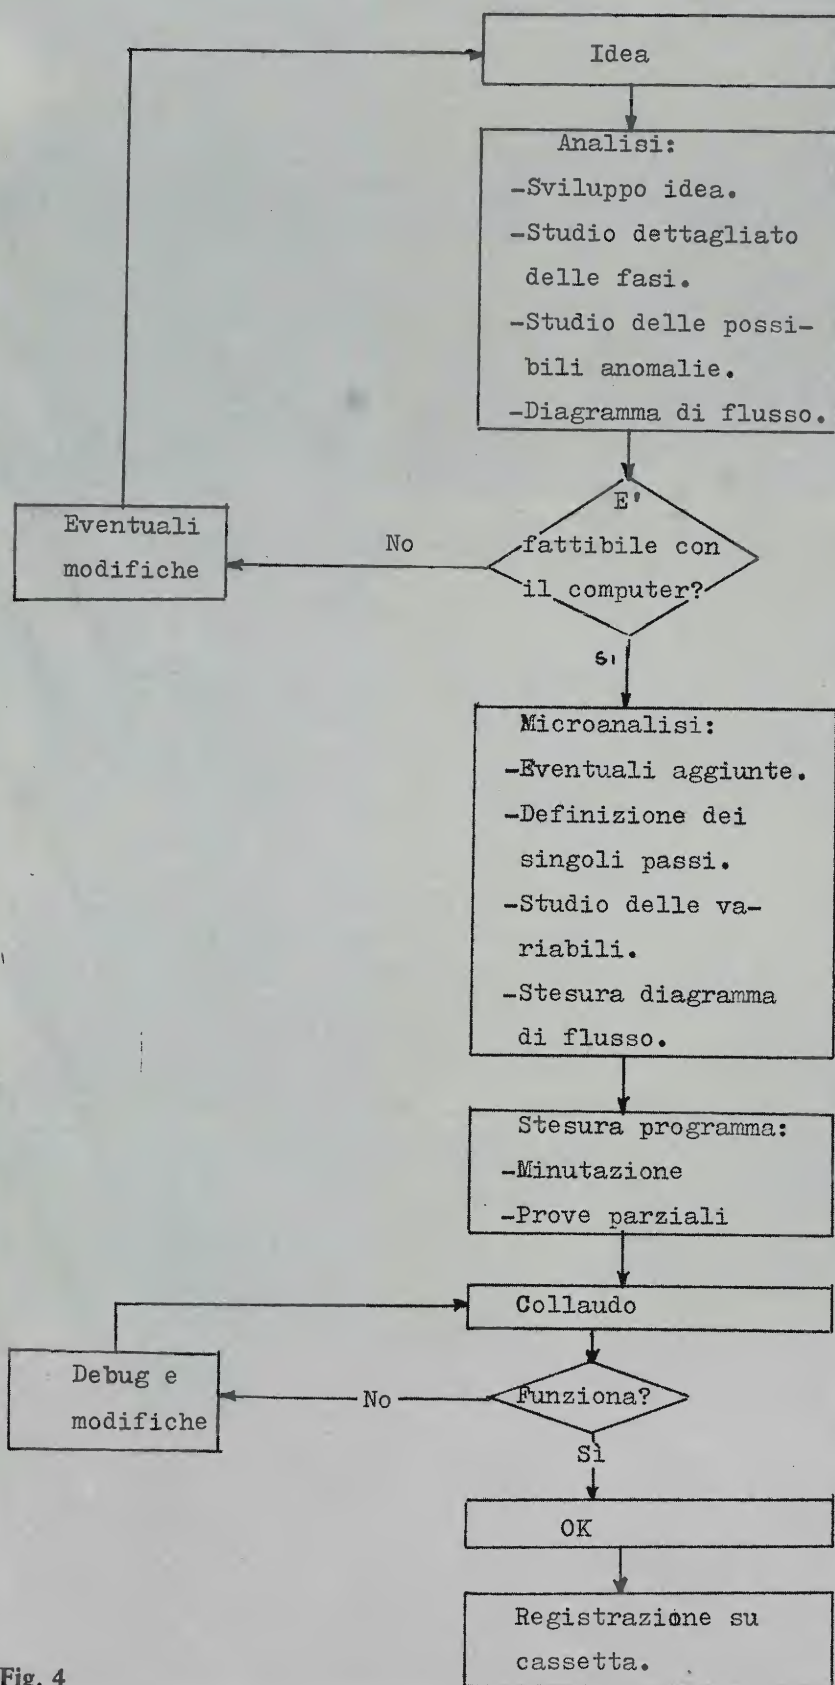 Idea
Analisi:
-Sviluppo idea.
-Studio dettagliato
delle fasi.
-Studio delle possi-
bili anomalie.
-Diagramma di flusso.
E'
fattibile con
il computer?
No
Eventuali
modifiche
Si
Microanalisi:
-Eventuali aggiunte.
-Definizione dei
singoli passi.
-Studio delle va-
riabili.
-Stesura diagramma
di flusso.
Stesura programma:
-Minutazione
-Prove parziali
Collaudo
Funziona?
No
Debug e
modifiche
Sì
OK
Registrazione su
cassetta.
Fig. 4